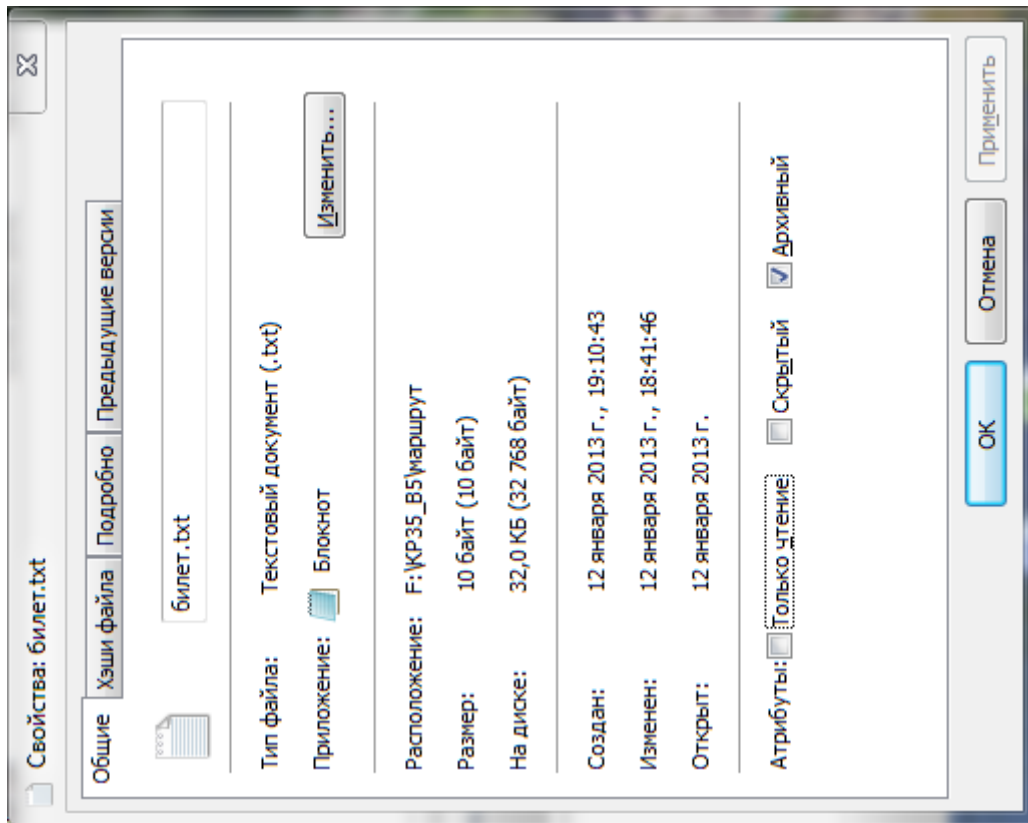 Свойства: билет.txt
Общие Хэши файла Подробно Предыдущие версии
билет.txt
Тип файла: Текстовый документ (.txt)
Приложение: Блокнот Изменить...
Расположение: F:\КР35_В5\маршрут
Размер: 10 байт (10 байт)
На диске: 32,0 КБ (32 768 байт)
Создан: 12 января 2013 г., 19:10:43
Изменен: 12 января 2013 г., 18:41:46
Открыт: 12 января 2013 г.
Атрибуты: Только чтение Скрытый Архивный
ОК Отмена Применить